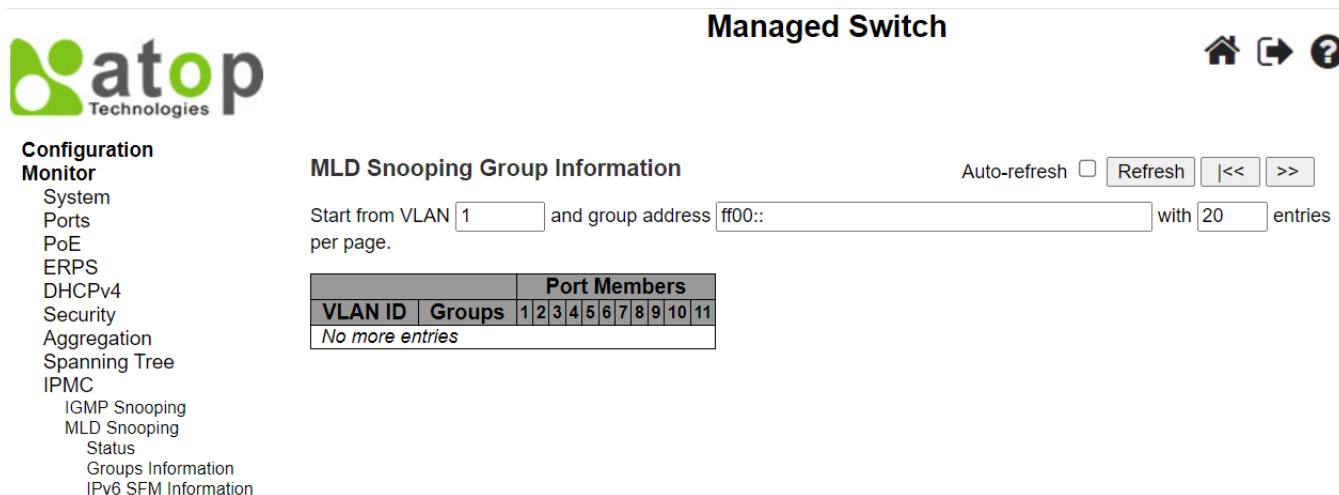 Managed Switch
atop
Technologies
Configuration
Monitor
System
Ports
PoE
ERPS
DHCPv4
Security
Aggregation
Spanning Tree
IPMC
IGMP Snooping
MLD Snooping
Status
Groups Information
IPv6 SFM Information
MLD Snooping Group Information
Auto-refresh Refresh |<< >>
Start from VLAN 1 and group address ff00:: with 20 entries
per page.
Port Members
VLAN ID Groups 1 2 3 4 5 6 7 8 9 10 11
No more entries